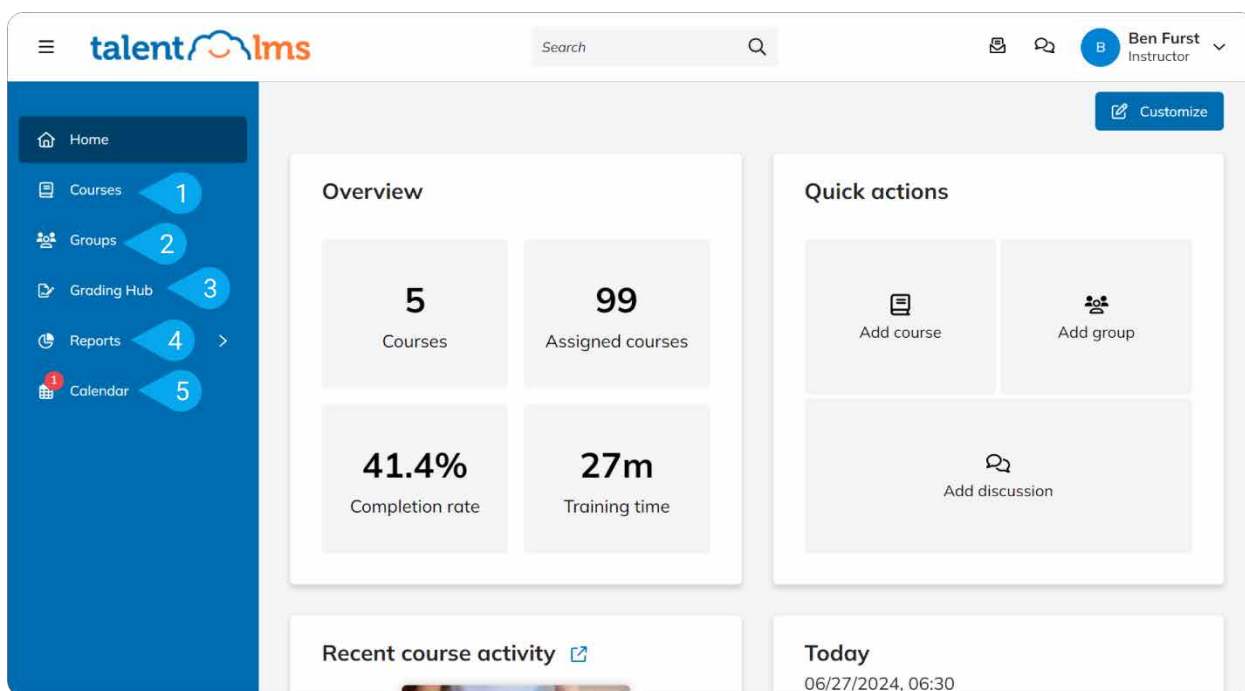 talentlms
Search
B
Ben Furst
Instructor
Customize
Home
Courses
1
Groups
2
Grading Hub
3
Reports
4
1
Calendar
5
Overview
5
Courses
99
Assigned courses
41.4%
Completion rate
27m
Training time
Quick actions
Add course
Add group
Add discussion
Recent course activity
Today
06/27/2024, 06:30